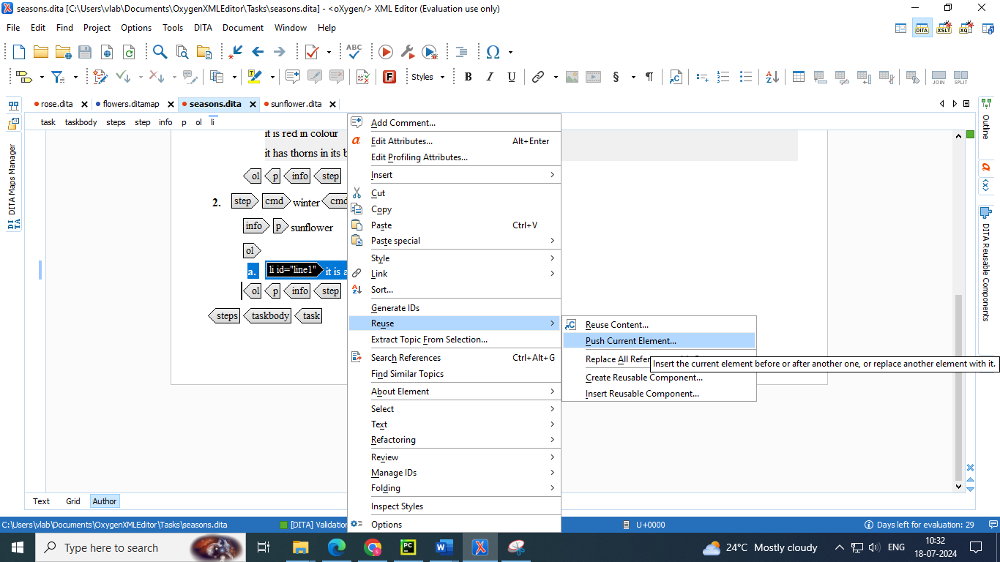 seasons.dita [C:\Users\vlab\Documents\OxygenXMLEditor\Tasks\seasons.dita] - <oXygen/> XML Editor (Evaluation use only)
File Edit Find Project Options Tools DITA Document Window Help
DITA XSLT XQ
ABC
Styles B I U § ¶ JOIN SPLIT
rose.dita flowers.ditamap seasons.dita sunflower.dita
task taskbody steps step info p ol li
DITA Maps Manager
Outline
DITA Reusable Components
it is red in colour
it has thorns in its b
ol p info step
2. step cmd winter cmd
info p sunflower
ol
a. li id="line1" it is a
ol p info step
steps taskbody task
Add Comment...
Edit Attributes... Alt+Enter
Edit Profiling Attributes...
Insert
Cut
Copy
Paste Ctrl+V
Paste special
Style
Link
Sort...
Generate IDs
Reuse
Extract Topic From Selection...
Search References Ctrl+Alt+G
Find Similar Topics
About Element
Select
Text
Refactoring
Review
Manage IDs
Folding
Inspect Styles
Options
Reuse Content...
Push Current Element...
Replace All Refer
Insert the current element before or after another one, or replace another element with it.
Create Reusable Component...
Insert Reusable Component...
Text Grid Author
C:\Users\vlab\Documents\OxygenXMLEditor\Tasks\seasons.dita [DITA] Validation U+0000 Days left for evaluation: 29
Type here to search 24°C Mostly cloudy ENG 10:32
18-07-2024